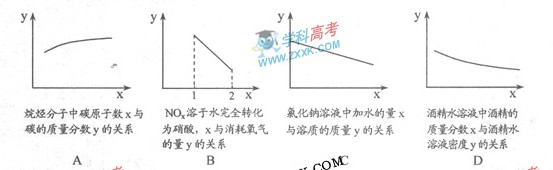 y
y
学科高考
y
y
x
1
2
x
x
x
烷烃分子中碳原子数x与
碳的质量分数y的关系
A
NOx溶于水完全转化
为硝酸，x与消耗氧气
的量y的关系
B
氯化钠溶液中加水的量x
与溶质的质量y的关系
C
酒精水溶液中酒精的
质量分数x与酒精水
溶液密度y的关系
D